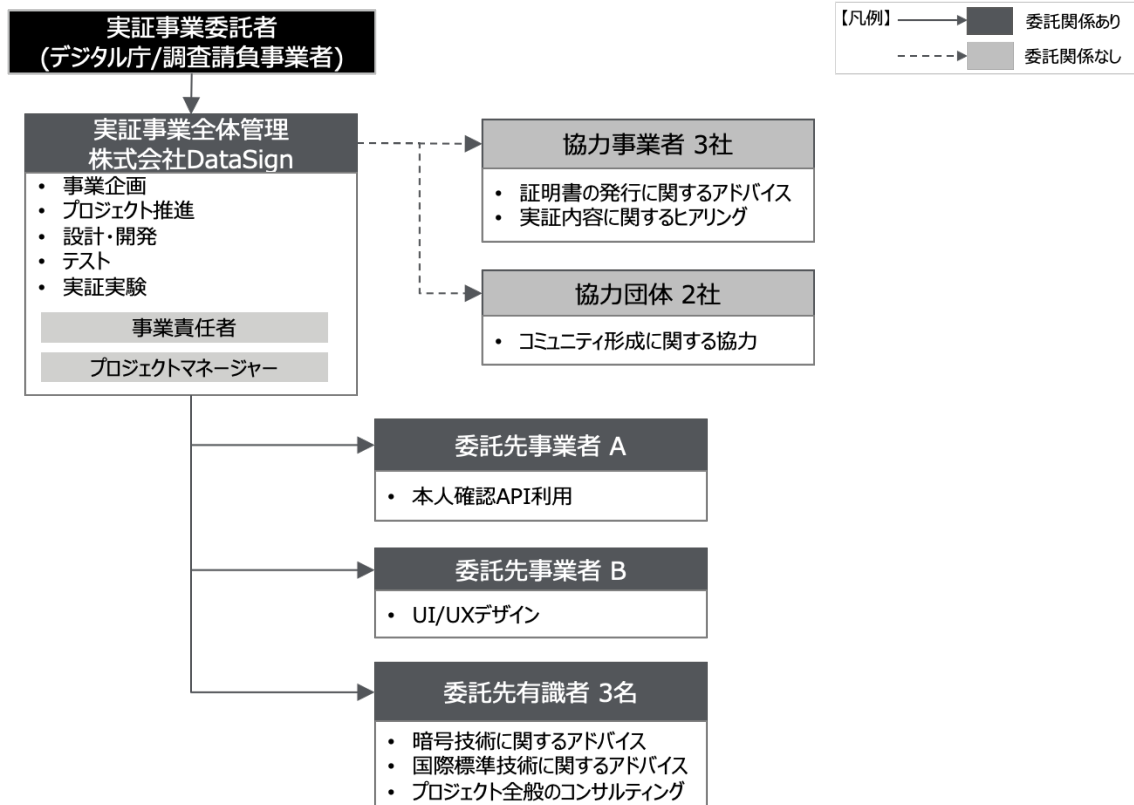 実証事業委託者
(デジタル庁/調査請負事業者)
【凡例】
委託関係あり
委託関係なし
実証事業全体管理
株式会社DataSign
• 事業企画
• プロジェクト推進
• 設計・開発
• テスト
• 実証実験
事業責任者
プロジェクトマネージャー
協力事業者 3社
• 証明書の発行に関するアドバイス
• 実証内容に関するヒアリング
協力団体 2社
• コミュニティ形成に関する協力
委託先事業者 A
• 本人確認API利用
委託先事業者 B
• UI/UXデザイン
委託先有識者 3名
• 暗号技術に関するアドバイス
• 国際標準技術に関するアドバイス
• プロジェクト全般のコンサルティング